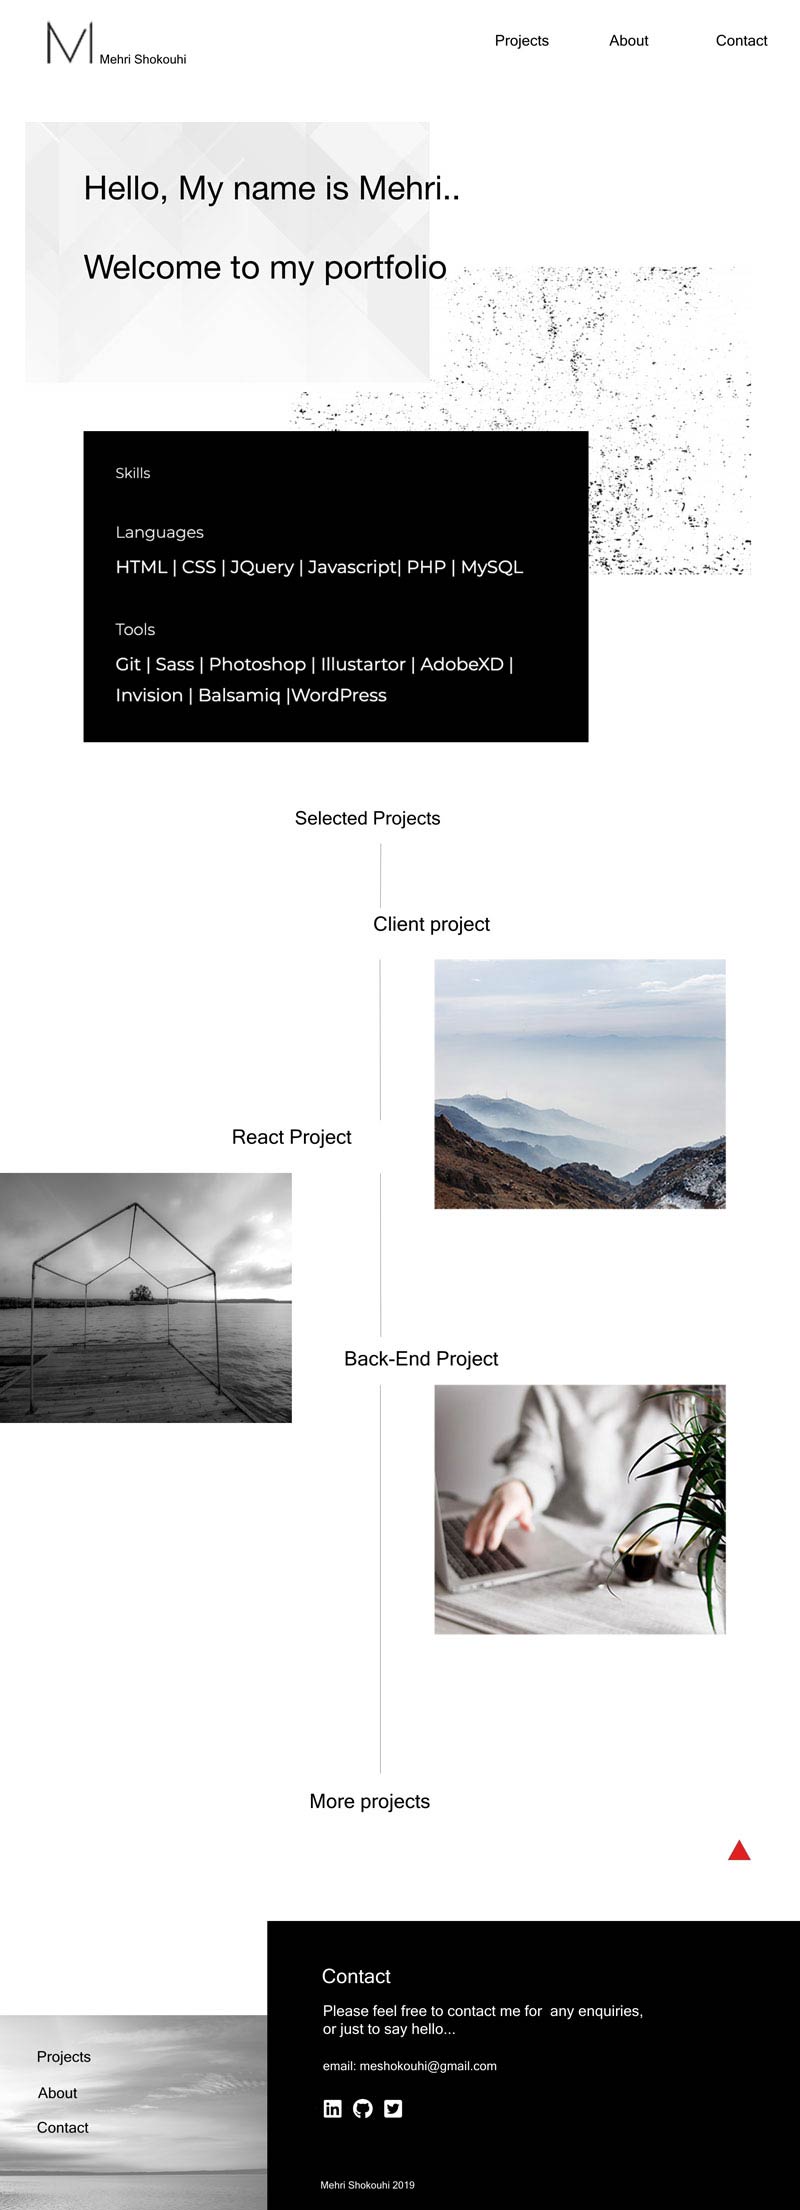 M Mehri Shokouhi
Projects About Contact
Hello, My name is Mehri..
Welcome to my portfolio
Skills
Languages
HTML | CSS | JQuery | Javascript| PHP | MySQL
Tools
Git | Sass | Photoshop | Illustartor | AdobeXD |
Invision | Balsamiq |WordPress
Selected Projects
Client project
React Project
Back-End Project
More projects
Contact
Please feel free to contact me for  any enquiries,
or just to say hello...
email: meshokouhi@gmail.com
in
Projects
About
Contact
Mehri Shokouhi 2019